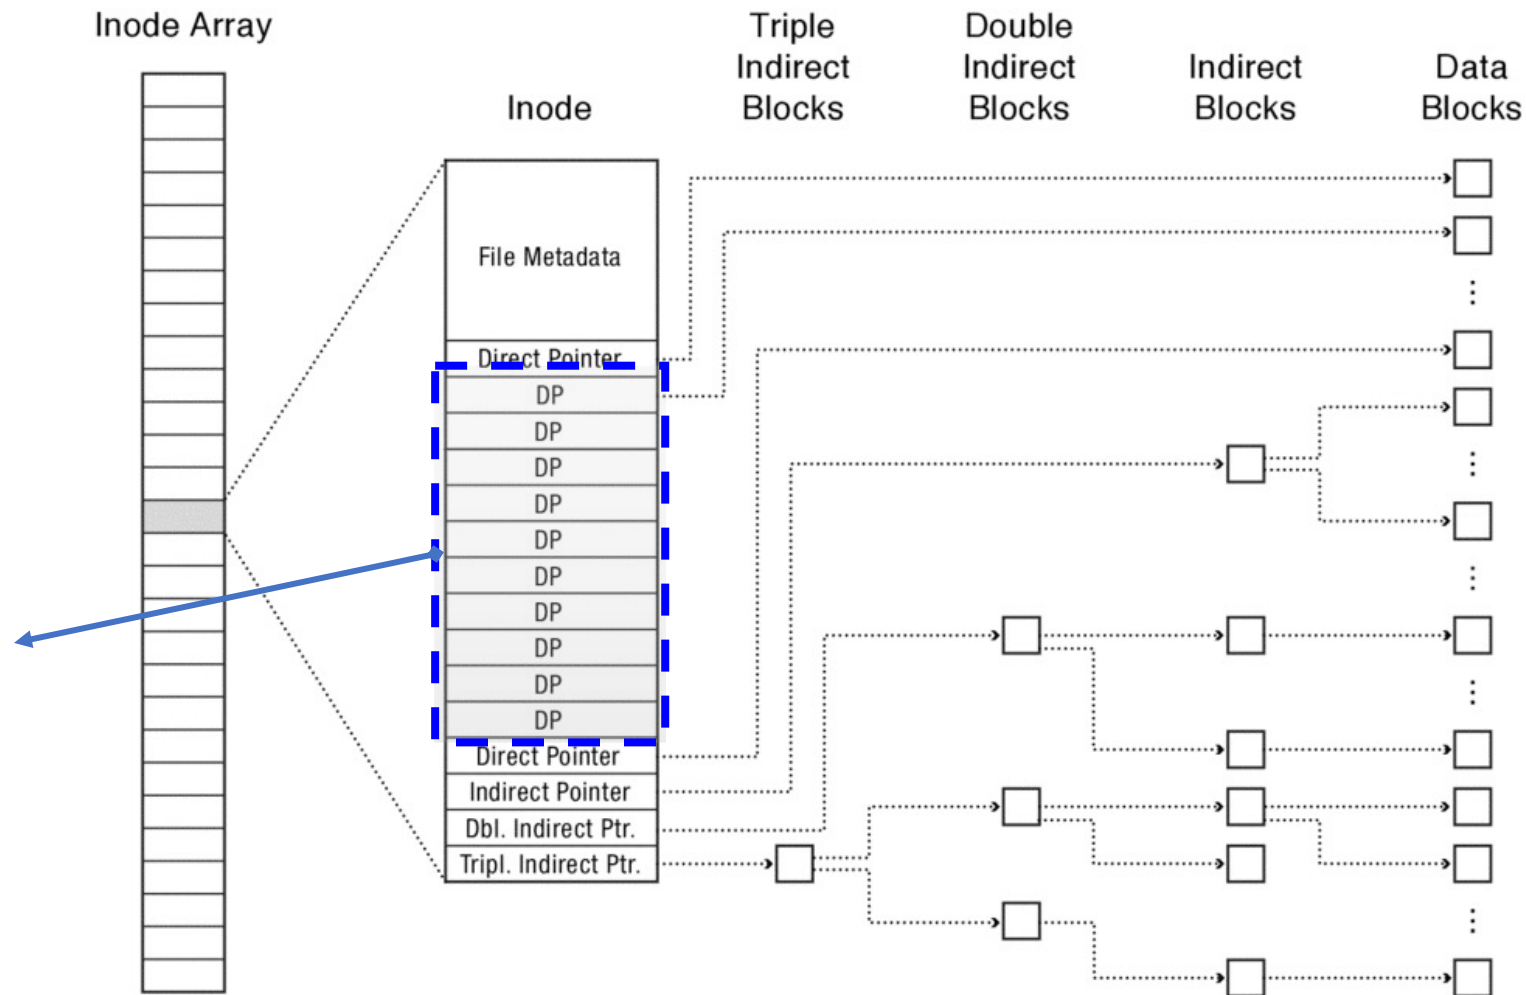 Inode Array
Inode
Triple
Indirect
Blocks
Double
Indirect
Blocks
Indirect
Blocks
Data
Blocks
File Metadata
Direct Pointer
DP
DP
DP
DP
DP
DP
DP
DP
DP
DP
Direct Pointer
Indirect Pointer
Dbl. Indirect Ptr.
Tripl. Indirect Ptr.